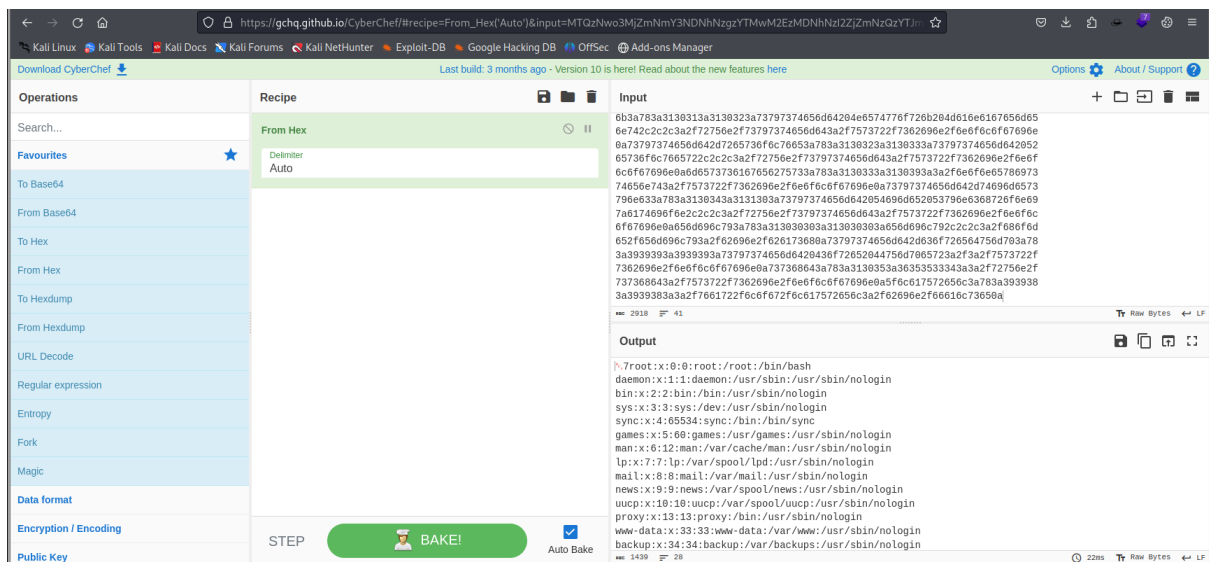 https://gchq.github.io/CyberChef/#recipe=From_Hex('Auto')&input=MTQzNwo3MjZmNmY3NDNhNzgzYTMwM2EzMDNhNzI2ZjZmNzQzYTJm
Kali Linux Kali Tools Kali Docs Kali Forums Kali NetHunter Exploit-DB Google Hacking DB OffSec Add-ons Manager
Download CyberChef Last build: 3 months ago - Version 10 is here! Read about the new features here Options About / Support
Operations
Search...
Favourites
To Base64
From Base64
To Hex
From Hex
To Hexdump
From Hexdump
URL Decode
Regular expression
Entropy
Fork
Magic
Data format
Encryption / Encoding
Public Key
Recipe
From Hex
Delimiter
Auto
STEP
BAKE!
Auto Bake
Input
6b3a783a3130313a3130323a73797374656d64204e6574776f726b204d616e6167656d65
6e742c2c2c3a2f72756e2f73797374656d643a2f7573722f7362696e2f6e6f6c6f67696e
0a73797374656d642d7265736f6c76653a783a3130323a3130333a73797374656d642052
65736f6c7665722c2c2c3a2f72756e2f73797374656d643a2f7573722f7362696e2f6e6f
6c6f67696e0a6d6573736167656275733a783a3130333a3130393a3a2f6e6f6e65786973
74656e743a2f7573722f7362696e2f6e6f6c6f67696e0a73797374656d642d74696d6573
796e633a783a3130343a3131303a73797374656d642054696d652053796e6368726f6e69
7a6174696f6e2c2c2c3a2f72756e2f73797374656d643a2f7573722f7362696e2f6e6f6c
6f67696e0a656d696c793a783a313030303a313030303a656d696c792c2c2c3a2f686f6d
652f656d696c793a2f62696e2f626173680a73797374656d642d636f726564756d703a78
3a3939393a3939393a73797374656d6420436f72652044756d7065723a2f3a2f7573722f
7362696e2f6e6f6c6f67696e0a737368643a783a3130353a36353533343a3a2f72756e2f
737368643a2f7573722f7362696e2f6e6f6c6f67696e0a5f6c617572656c3a783a393938
3a3939383a3a2f7661722f6c6f672f6c617572656c3a2f62696e2f66616c73650a
2918 41 Raw Bytes LF
Output
7root:x:0:0:root:/root:/bin/bash
daemon:x:1:1:daemon:/usr/sbin:/usr/sbin/nologin
bin:x:2:2:bin:/bin:/usr/sbin/nologin
sys:x:3:3:sys:/dev:/usr/sbin/nologin
sync:x:4:65534:sync:/bin:/bin/sync
games:x:5:60:games:/usr/games:/usr/sbin/nologin
man:x:6:12:man:/var/cache/man:/usr/sbin/nologin
lp:x:7:7:lp:/var/spool/lpd:/usr/sbin/nologin
mail:x:8:8:mail:/var/mail:/usr/sbin/nologin
news:x:9:9:news:/var/spool/news:/usr/sbin/nologin
uucp:x:10:10:uucp:/var/spool/uucp:/usr/sbin/nologin
proxy:x:13:13:proxy:/bin:/usr/sbin/nologin
www-data:x:33:33:www-data:/var/www:/usr/sbin/nologin
backup:x:34:34:backup:/var/backups:/usr/sbin/nologin
1439 28 22ms Raw Bytes LF